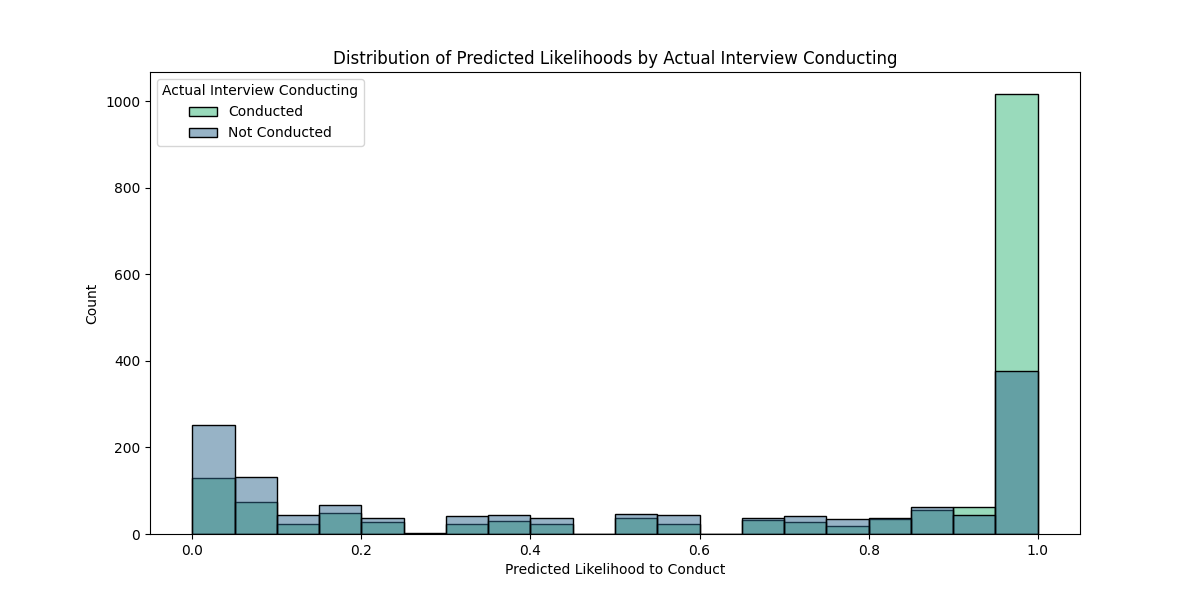 Distribution of Predicted Likelihoods by Actual Interview Conducting
Actual Interview Conducting
Conducted
Not Conducted
1000
800
600
400
200
0
Count
0.0 0.2 0.4 0.6 0.8 1.0
Predicted Likelihood to Conduct